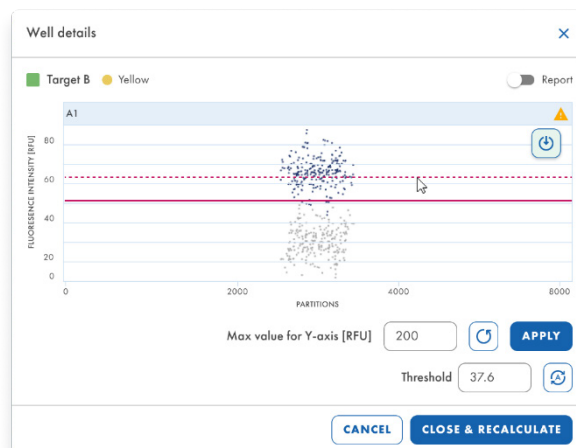 Well details
Target B Yellow Report
A1
FLUORESENCE INTENSITY [RFU]
80
60
40
20
0
0 2000 4000 8000
PARTITIONS
Max value for Y-axis [RFU] 200 APPLY
Threshold 37.6 A
CANCEL CLOSE & RECALCULATE